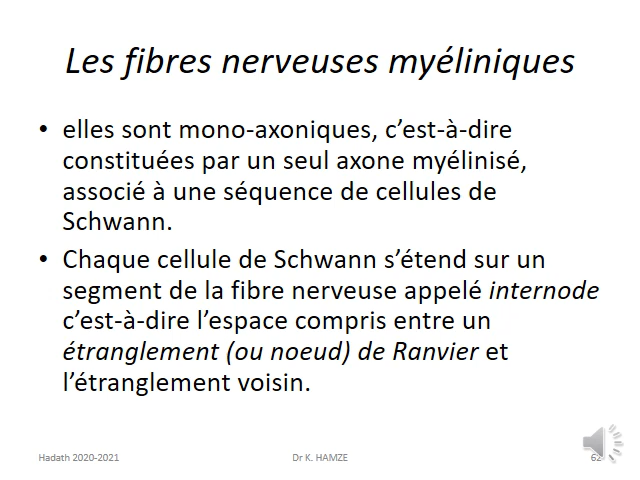 Les fibres nerveuses myéliniques
• elles sont mono-axoniques, c’est-à-dire
constituées par un seul axone myélinisé,
associé à une séquence de cellules de
Schwann.
• Chaque cellule de Schwann s’étend sur un
segment de la fibre nerveuse appelé internode
c’est-à-dire l’espace compris entre un
étranglement (ou noeud) de Ranvier et
l’étranglement voisin.
Hadath 2020-2021
Dr K. HAMZE